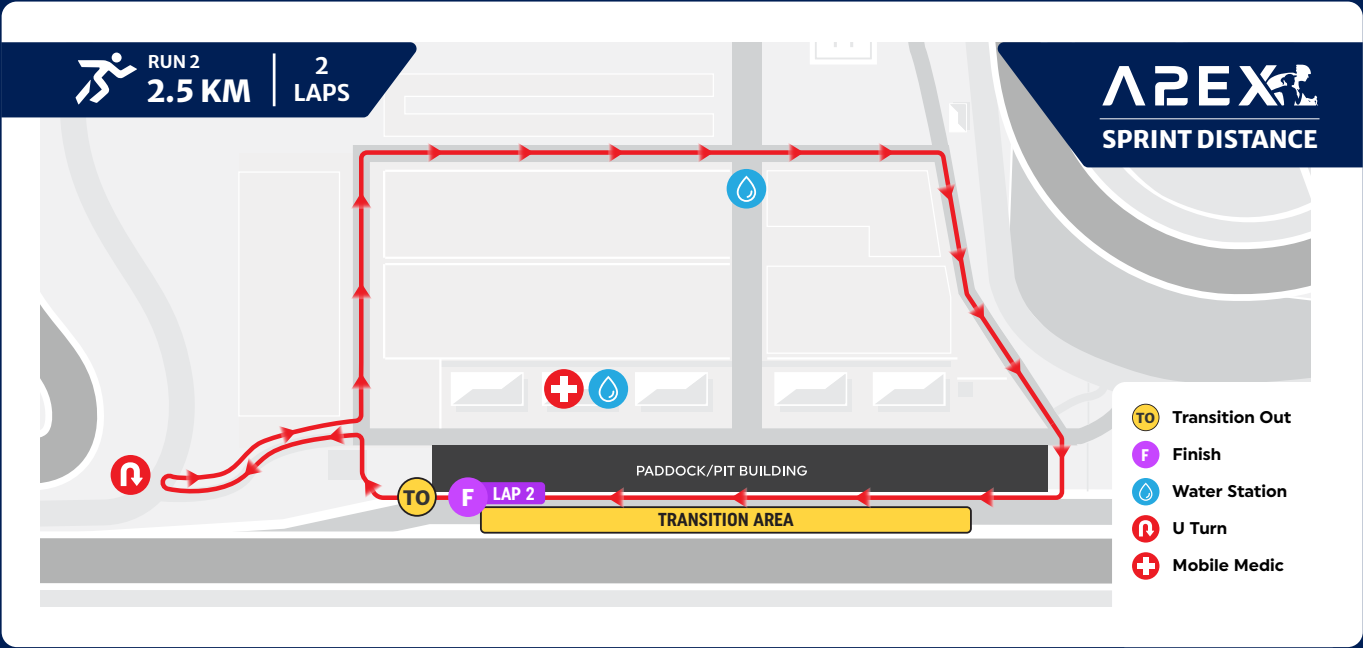 RUN 2
2.5 KM
2
LAPS
APEX
SPRINT DISTANCE
PADDOCK/PIT BUILDING
TO
F
LAP 2
TRANSITION AREA
TO Transition Out
F Finish
Water Station
U Turn
Mobile Medic